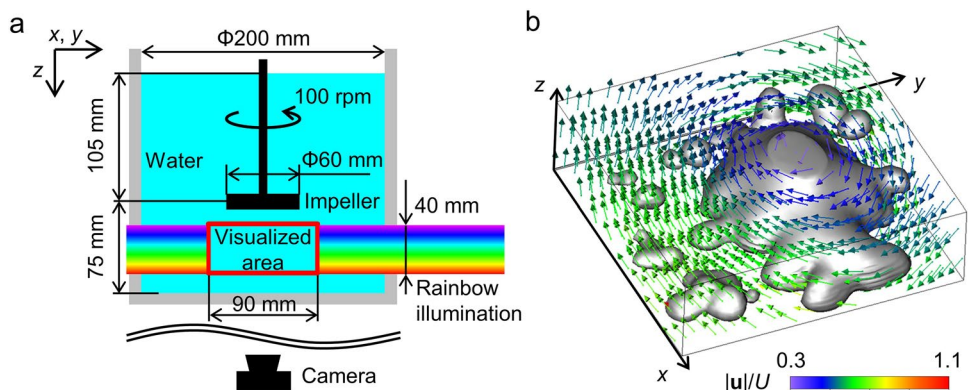 a
x, y
z
Φ200 mm
100 rpm
105 mm
Water
Φ60 mm
Impeller
40 mm
75 mm
Visualized
area
90 mm
Rainbow
illumination
Camera
b
z
y
x
|u|/U
0.3
1.1